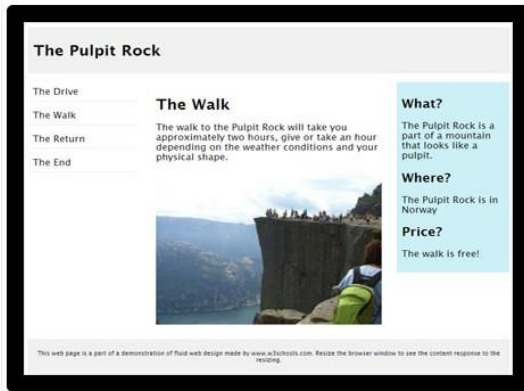 The Pulpit Rock
The Drive
The Walk
The Return
The End
The Walk
The walk to the Pulpit Rock will take you
approximately two hours, give or take an hour
depending on the weather conditions and your
physical shape.
What?
The Pulpit Rock is a
part of a mountain
that looks like a
pulpit.
Where?
The Pulpit Rock is in
Norway
Price?
The walk is free!
This web page is a part of a demonstration of fluid web design made by www.w3schools.com. Resize the browser window to see the content response to the
resizing.